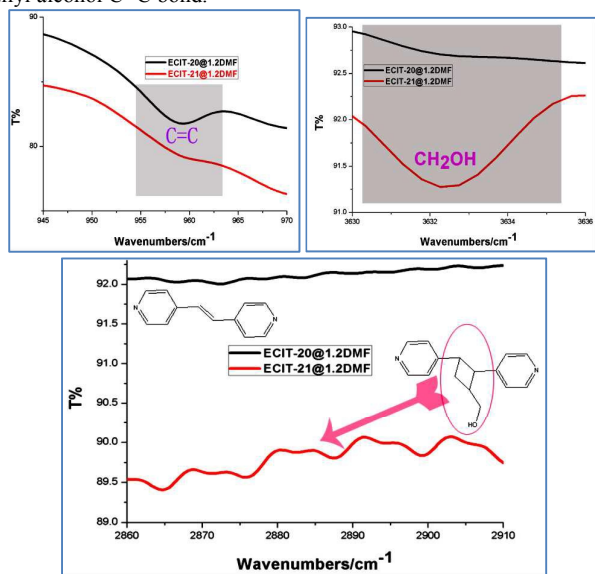 enyl alcohol C=C bond.
90
80
T%
ECIT-20@1.2DMF
ECIT-21@1.2DMF
C=C
945 950 955 960 965 970
Wavenumbers/cm-1
93.0
92.5
92.0
91.5
91.0
T%
ECIT-20@1.2DMF
ECIT-21@1.2DMF
CH2OH
3630 3632 3634 3636
Wavenumbers/cm-1
92.0
91.5
91.0
90.5
90.0
89.5
89.0
T%
N
N
ECIT-20@1.2DMF
ECIT-21@1.2DMF
N
N
HO
2860 2870 2880 2890 2900 2910
Wavenumbers/cm-1